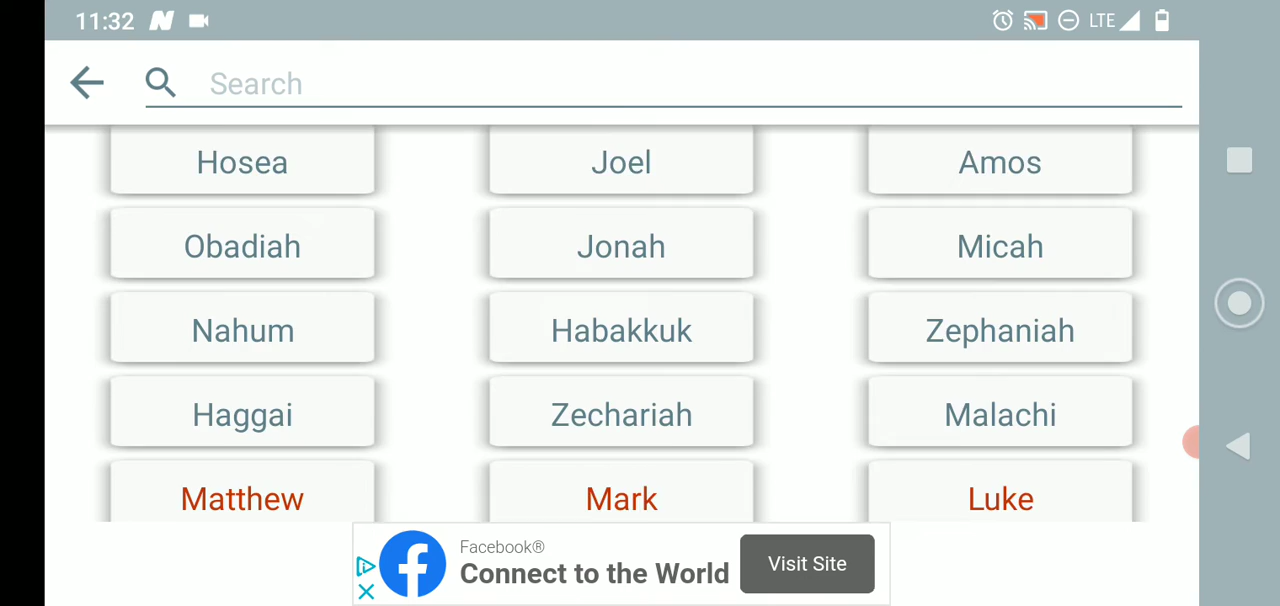 11:32 LTE
Search
Hosea Joel Amos
Obadiah Jonah Micah
Nahum Habakkuk Zephaniah
Haggai Zechariah Malachi
Matthew Mark Luke
Facebook®
Connect to the World
Visit Site